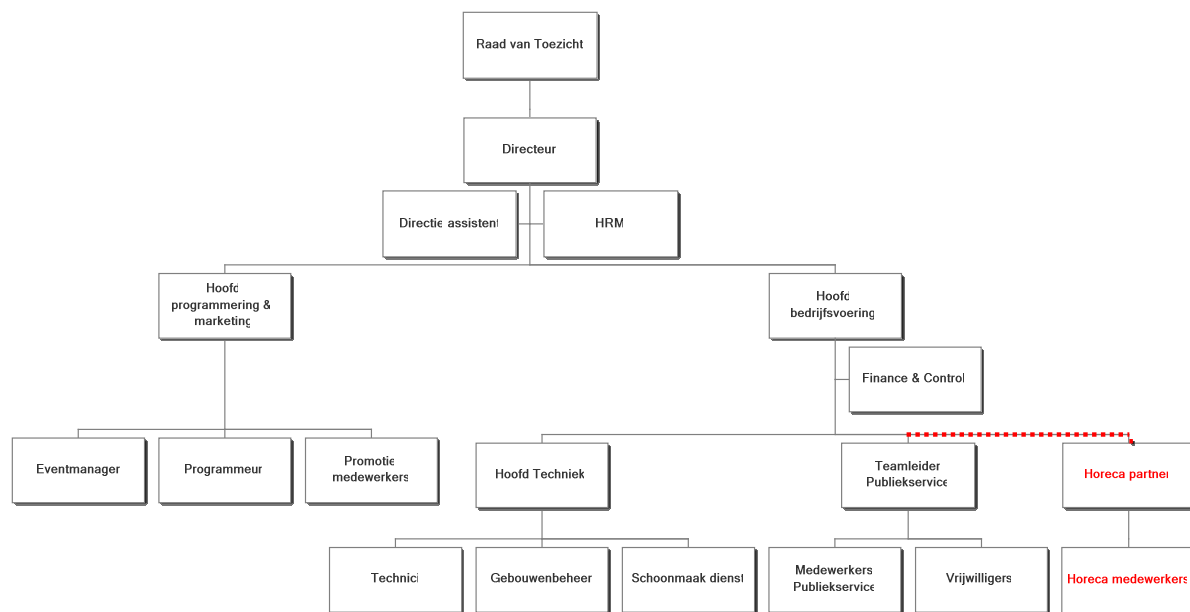 Raad van Toezicht
Directeur
Directie assistent
HRM
Hoofd
programmering &
marketing
Hoofd
bedrijfsvoering
Finance & Control
Eventmanager
Programmeur
Promotie
medewerkers
Hoofd Techniek
Teamleider
Publiekservice
Horeca partner
Technici
Gebouwenbeheer
Schoonmaak dienst
Medewerkers
Publiekservice
Vrijwilligers
Horeca medewerkers